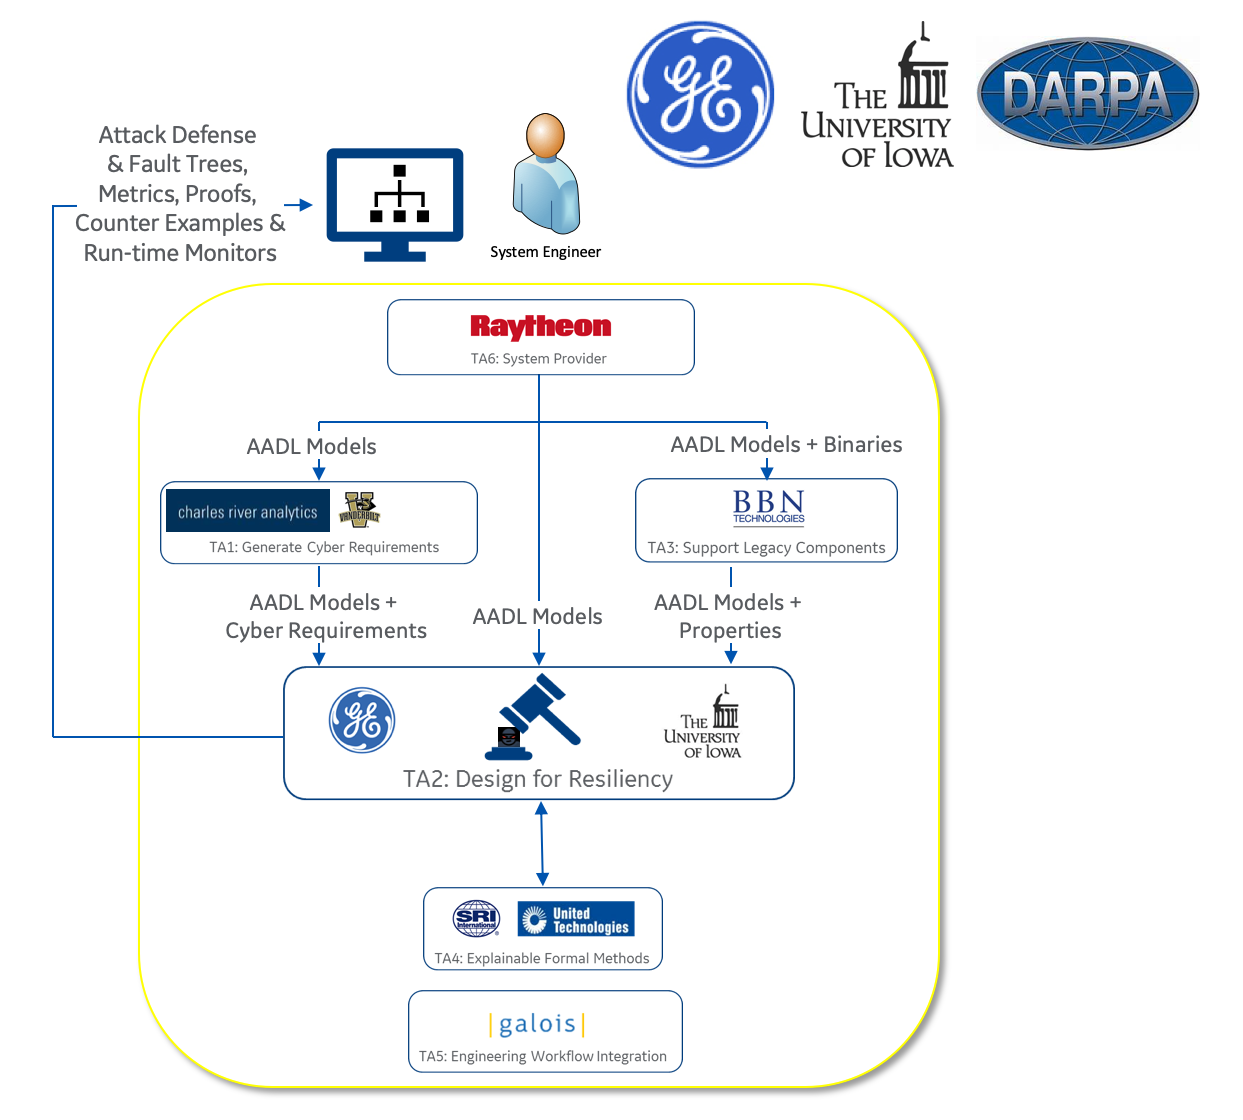 GE
THE
UNIVERSITY
OF IOWA
DARPA
Attack Defense
& Fault Trees,
Metrics, Proofs,
Counter Examples &
Run-time Monitors
System Engineer
Raytheon
TA6: System Provider
AADL Models
AADL Models + Binaries
charles river analytics
V
VANDERBILT
TA1: Generate Cyber Requirements
BBN
TECHNOLOGIES
TA3: Support Legacy Components
AADL Models +
Cyber Requirements
AADL Models
AADL Models +
Properties
GE
THE
UNIVERSITY
OF IOWA
TA2: Design for Resiliency
SRI
International
®
United
Technologies
TA4: Explainable Formal Methods
|galois|
TA5: Engineering Workflow Integration